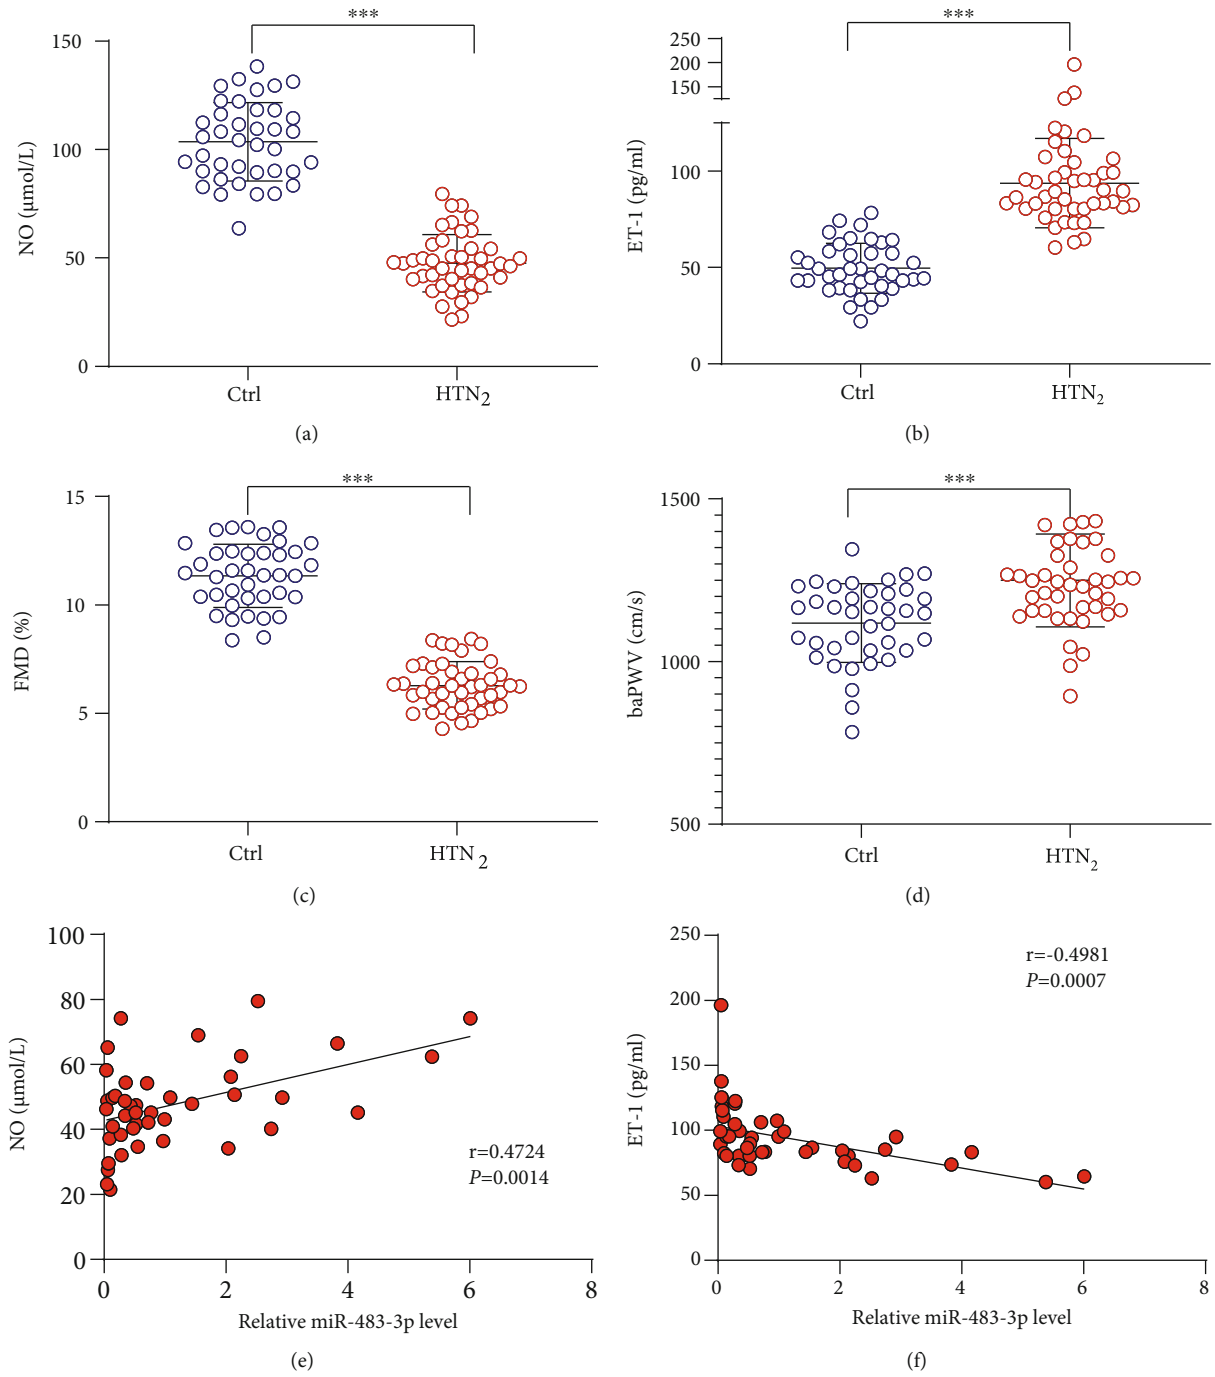 ***
150
100
50
0
NO (μmol/L)
Ctrl
HTN2
(a)
***
250
200
150
100
50
0
ET-1 (pg/ml)
Ctrl
HTN2
(b)
***
15
10
5
0
FMD (%)
Ctrl
HTN 2
(c)
***
1500
1000
500
baPWV (cm/s)
Ctrl
HTN2
(d)
100
80
60
40
20
0
NO (μmol/L)
r=0.4724
P=0.0014
0 2 4 6 8
Relative miR-483-3p level
(e)
250
200
150
100
50
0
ET-1 (pg/ml)
r=-0.4981
P=0.0007
0 2 4 6 8
Relative miR-483-3p level
(f)